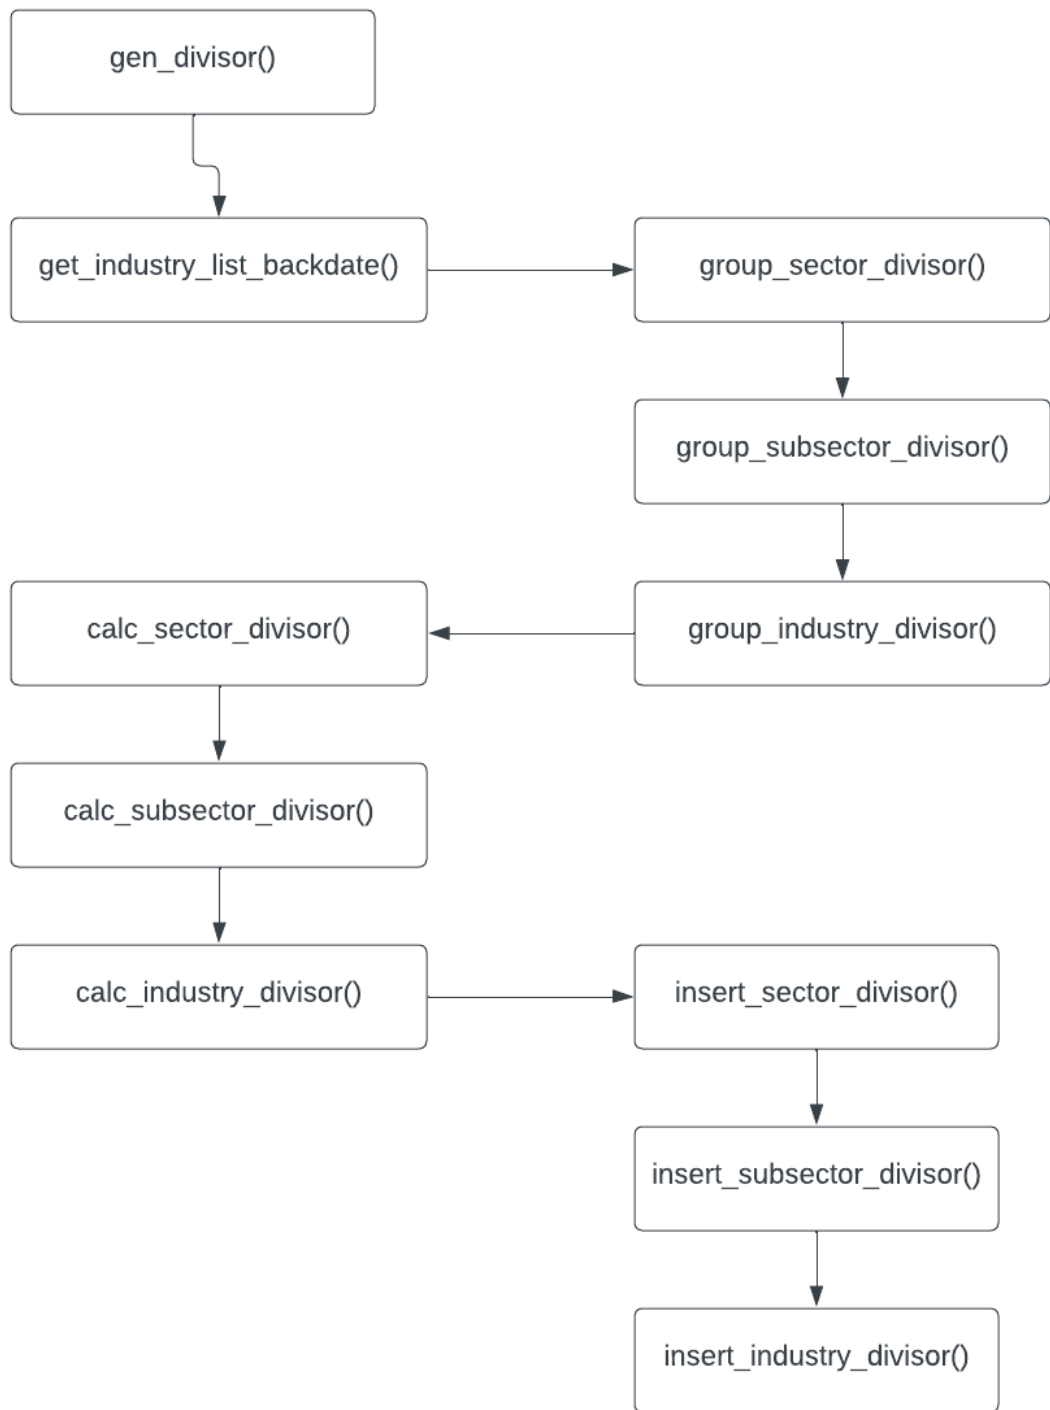 gen_divisor()
get_industry_list_backdate()
group_sector_divisor()
group_subsector_divisor()
group_industry_divisor()
calc_sector_divisor()
calc_subsector_divisor()
calc_industry_divisor()
insert_sector_divisor()
insert_subsector_divisor()
insert_industry_divisor()